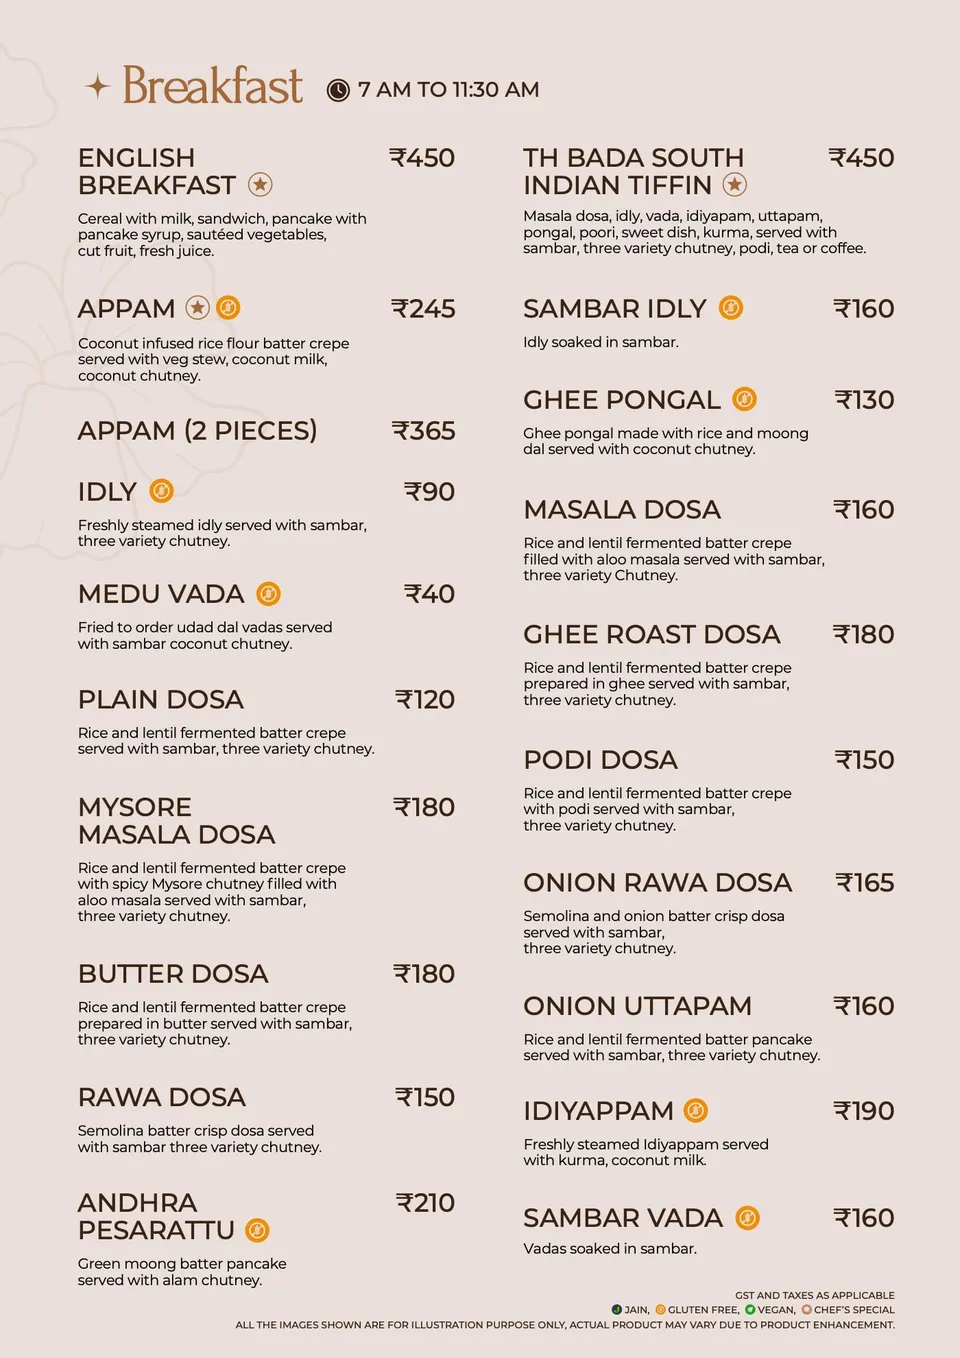 Breakfast
7 AM TO 11:30 AM
ENGLISH
BREAKFAST
₹450
Cereal with milk, sandwich, pancake with
pancake syrup, sautéed vegetables,
cut fruit, fresh juice.
APPAM
₹245
Coconut infused rice flour batter crepe
served with veg stew, coconut milk,
coconut chutney.
APPAM (2 PIECES)
₹365
IDLY
₹90
Freshly steamed idly served with sambar,
three variety chutney.
MEDU VADA
₹40
Fried to order udad dal vadas served
with sambar coconut chutney.
PLAIN DOSA
₹120
Rice and lentil fermented batter crepe
served with sambar, three variety chutney.
MYSORE
MASALA DOSA
₹180
Rice and lentil fermented batter crepe
with spicy Mysore chutney filled with
aloo masala served with sambar,
three variety chutney.
BUTTER DOSA
₹180
Rice and lentil fermented batter crepe
prepared in butter served with sambar,
three variety chutney.
RAWA DOSA
₹150
Semolina batter crisp dosa served
with sambar three variety chutney.
ANDHRA
PESARATTU
₹210
Green moong batter pancake
served with alam chutney.
TH BADA SOUTH
INDIAN TIFFIN
₹450
Masala dosa, idly, vada, idiyapam, uttapam,
pongal, poori, sweet dish, kurma, served with
sambar, three variety chutney, podi, tea or coffee.
SAMBAR IDLY
₹160
Idly soaked in sambar.
GHEE PONGAL
₹130
Ghee pongal made with rice and moong
dal served with coconut chutney.
MASALA DOSA
₹160
Rice and lentil fermented batter crepe
filled with aloo masala served with sambar,
three variety Chutney.
GHEE ROAST DOSA
₹180
Rice and lentil fermented batter crepe
prepared in ghee served with sambar,
three variety chutney.
PODI DOSA
₹150
Rice and lentil fermented batter crepe
with podi served with sambar,
three variety chutney.
ONION RAWA DOSA
₹165
Semolina and onion batter crisp dosa
served with sambar,
three variety chutney.
ONION UTTAPAM
₹160
Rice and lentil fermented batter pancake
served with sambar, three variety chutney.
IDIYAPPAM
₹190
Freshly steamed Idiyappam served
with kurma, coconut milk.
SAMBAR VADA
₹160
Vadas soaked in sambar.
GST AND TAXES AS APPLICABLE
JAIN, GLUTEN FREE, VEGAN, CHEF'S SPECIAL
ALL THE IMAGES SHOWN ARE FOR ILLUSTRATION PURPOSE ONLY, ACTUAL PRODUCT MAY VARY DUE TO PRODUCT ENHANCEMENT.